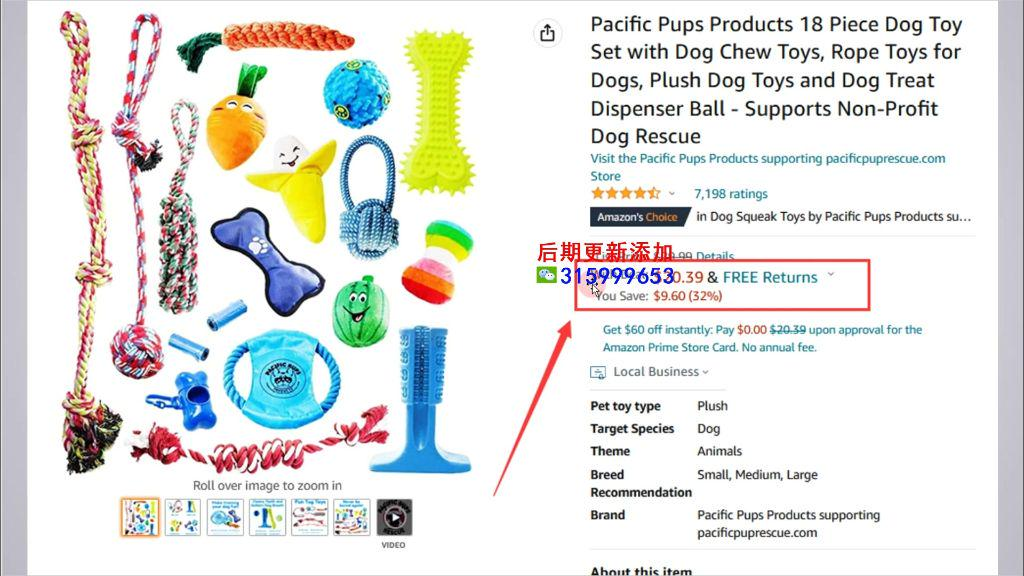 Pacific Pups Products 18 Piece Dog Toy
Set with Dog Chew Toys, Rope Toys for
Dogs, Plush Dog Toys and Dog Treat
Dispenser Ball - Supports Non-Profit
Dog Rescue
Visit the Pacific Pups Products supporting pacificpuprescue.com
Store
7,198 ratings
Amazon's Choice in Dog Squeak Toys by Pacific Pups Products su...
后期更新添加
Details
315999653
& FREE Returns
You Save: $9.60 (32%)
Get $60 off instantly: Pay $0.00 $20.39 upon approval for the
Amazon Prime Store Card. No annual fee.
Local Business
Pet toy type Plush
Target Species Dog
Theme Animals
Breed Small, Medium, Large
Recommendation
Brand Pacific Pups Products supporting
pacificpuprescue.com
About this item
PACIFIC PUPS
Roll over image to zoom in
VIDEO